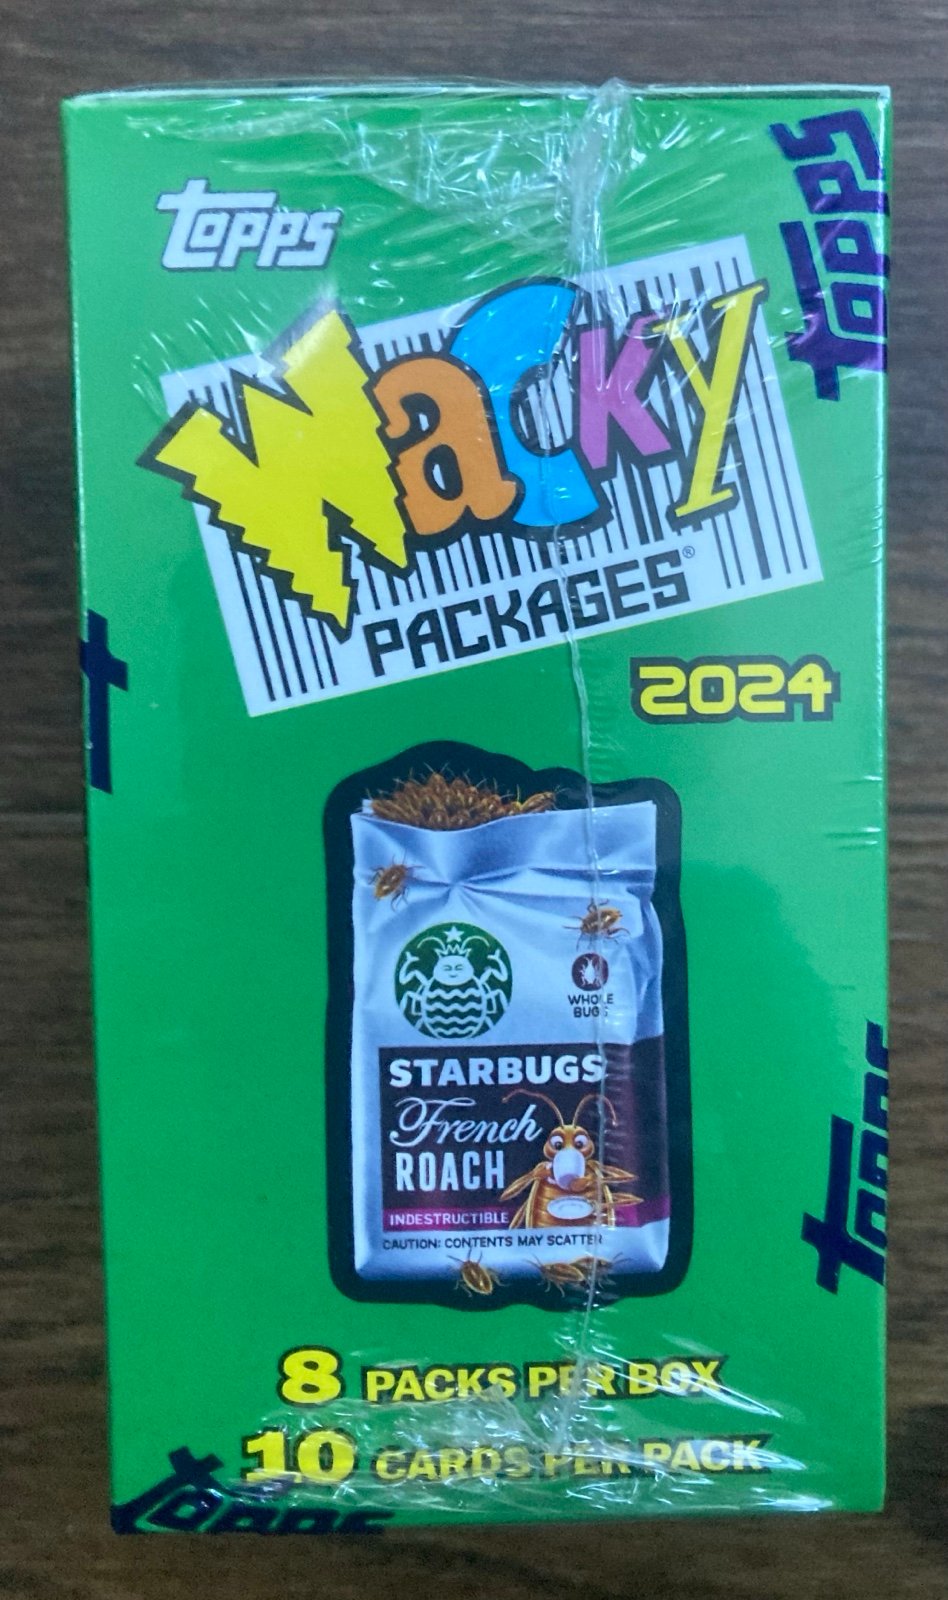 topps
topps
Wacky
PACKAGES®
2024
WHOLE
BUGS
STARBUGS
French
ROACH
INDESTRUCTIBLE
CAUTION: CONTENTS MAY SCATTER
topps
8 PACKS PER BOX
10 CARDS PER PACK
topps